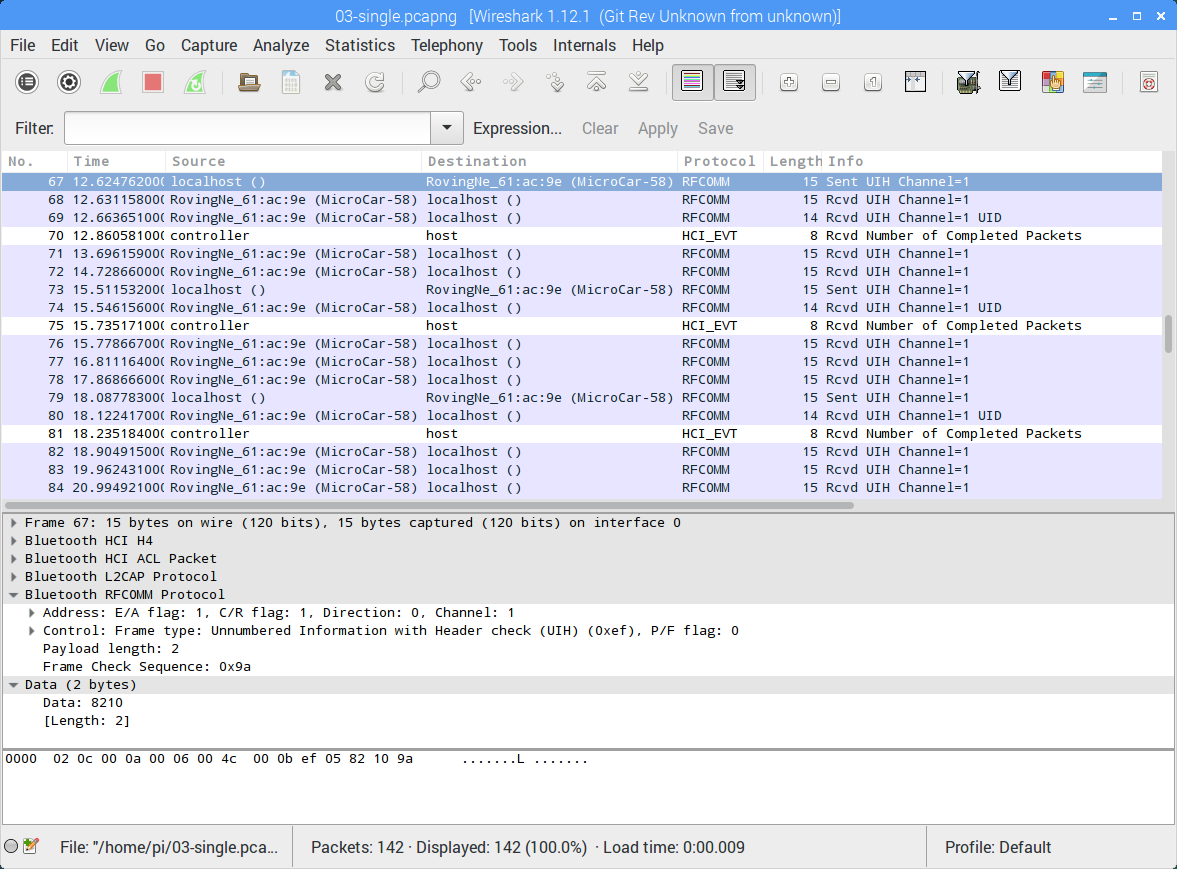 03-single.pcapng [Wireshark 1.12.1 (Git Rev Unknown from unknown)]
File Edit View Go Capture Analyze Statistics Telephony Tools Internals Help
Filter: Expression... Clear Apply Save
No. Time Source Destination Protocol Length Info
67 12.624762000 localhost () RovingNe_61:ac:9e (MicroCar-58) RFCOMM 15 Sent UIH Channel=1
68 12.631158000 RovingNe_61:ac:9e (MicroCar-58) localhost () RFCOMM 15 Rcvd UIH Channel=1
69 12.663651000 RovingNe_61:ac:9e (MicroCar-58) localhost () RFCOMM 14 Rcvd UIH Channel=1 UID
70 12.860581000 controller host HCI_EVT 8 Rcvd Number of Completed Packets
71 13.696159000 RovingNe_61:ac:9e (MicroCar-58) localhost () RFCOMM 15 Rcvd UIH Channel=1
72 14.728660000 RovingNe_61:ac:9e (MicroCar-58) localhost () RFCOMM 15 Rcvd UIH Channel=1
73 15.511532000 localhost () RovingNe_61:ac:9e (MicroCar-58) RFCOMM 15 Sent UIH Channel=1
74 15.546156000 RovingNe_61:ac:9e (MicroCar-58) localhost () RFCOMM 14 Rcvd UIH Channel=1 UID
75 15.735171000 controller host HCI_EVT 8 Rcvd Number of Completed Packets
76 15.778667000 RovingNe_61:ac:9e (MicroCar-58) localhost () RFCOMM 15 Rcvd UIH Channel=1
77 16.811164000 RovingNe_61:ac:9e (MicroCar-58) localhost () RFCOMM 15 Rcvd UIH Channel=1
78 17.868666000 RovingNe_61:ac:9e (MicroCar-58) localhost () RFCOMM 15 Rcvd UIH Channel=1
79 18.087783000 localhost () RovingNe_61:ac:9e (MicroCar-58) RFCOMM 15 Sent UIH Channel=1
80 18.122417000 RovingNe_61:ac:9e (MicroCar-58) localhost () RFCOMM 14 Rcvd UIH Channel=1 UID
81 18.235184000 controller host HCI_EVT 8 Rcvd Number of Completed Packets
82 18.904915000 RovingNe_61:ac:9e (MicroCar-58) localhost () RFCOMM 15 Rcvd UIH Channel=1
83 19.962431000 RovingNe_61:ac:9e (MicroCar-58) localhost () RFCOMM 15 Rcvd UIH Channel=1
84 20.994921000 RovingNe_61:ac:9e (MicroCar-58) localhost () RFCOMM 15 Rcvd UIH Channel=1
Frame 67: 15 bytes on wire (120 bits), 15 bytes captured (120 bits) on interface 0
Bluetooth HCI H4
Bluetooth HCI ACL Packet
Bluetooth L2CAP Protocol
Bluetooth RFCOMM Protocol
Address: E/A flag: 1, C/R flag: 1, Direction: 0, Channel: 1
Control: Frame type: Unnumbered Information with Header check (UIH) (0xef), P/F flag: 0
Payload length: 2
Frame Check Sequence: 0x9a
Data (2 bytes)
Data: 8210
[Length: 2]
0000 02 0c 00 0a 00 06 00 4c 00 0b ef 05 82 10 9a .......L .......
File: "/home/pi/03-single.pca... Packets: 142 · Displayed: 142 (100.0%) · Load time: 0:00.009 Profile: Default